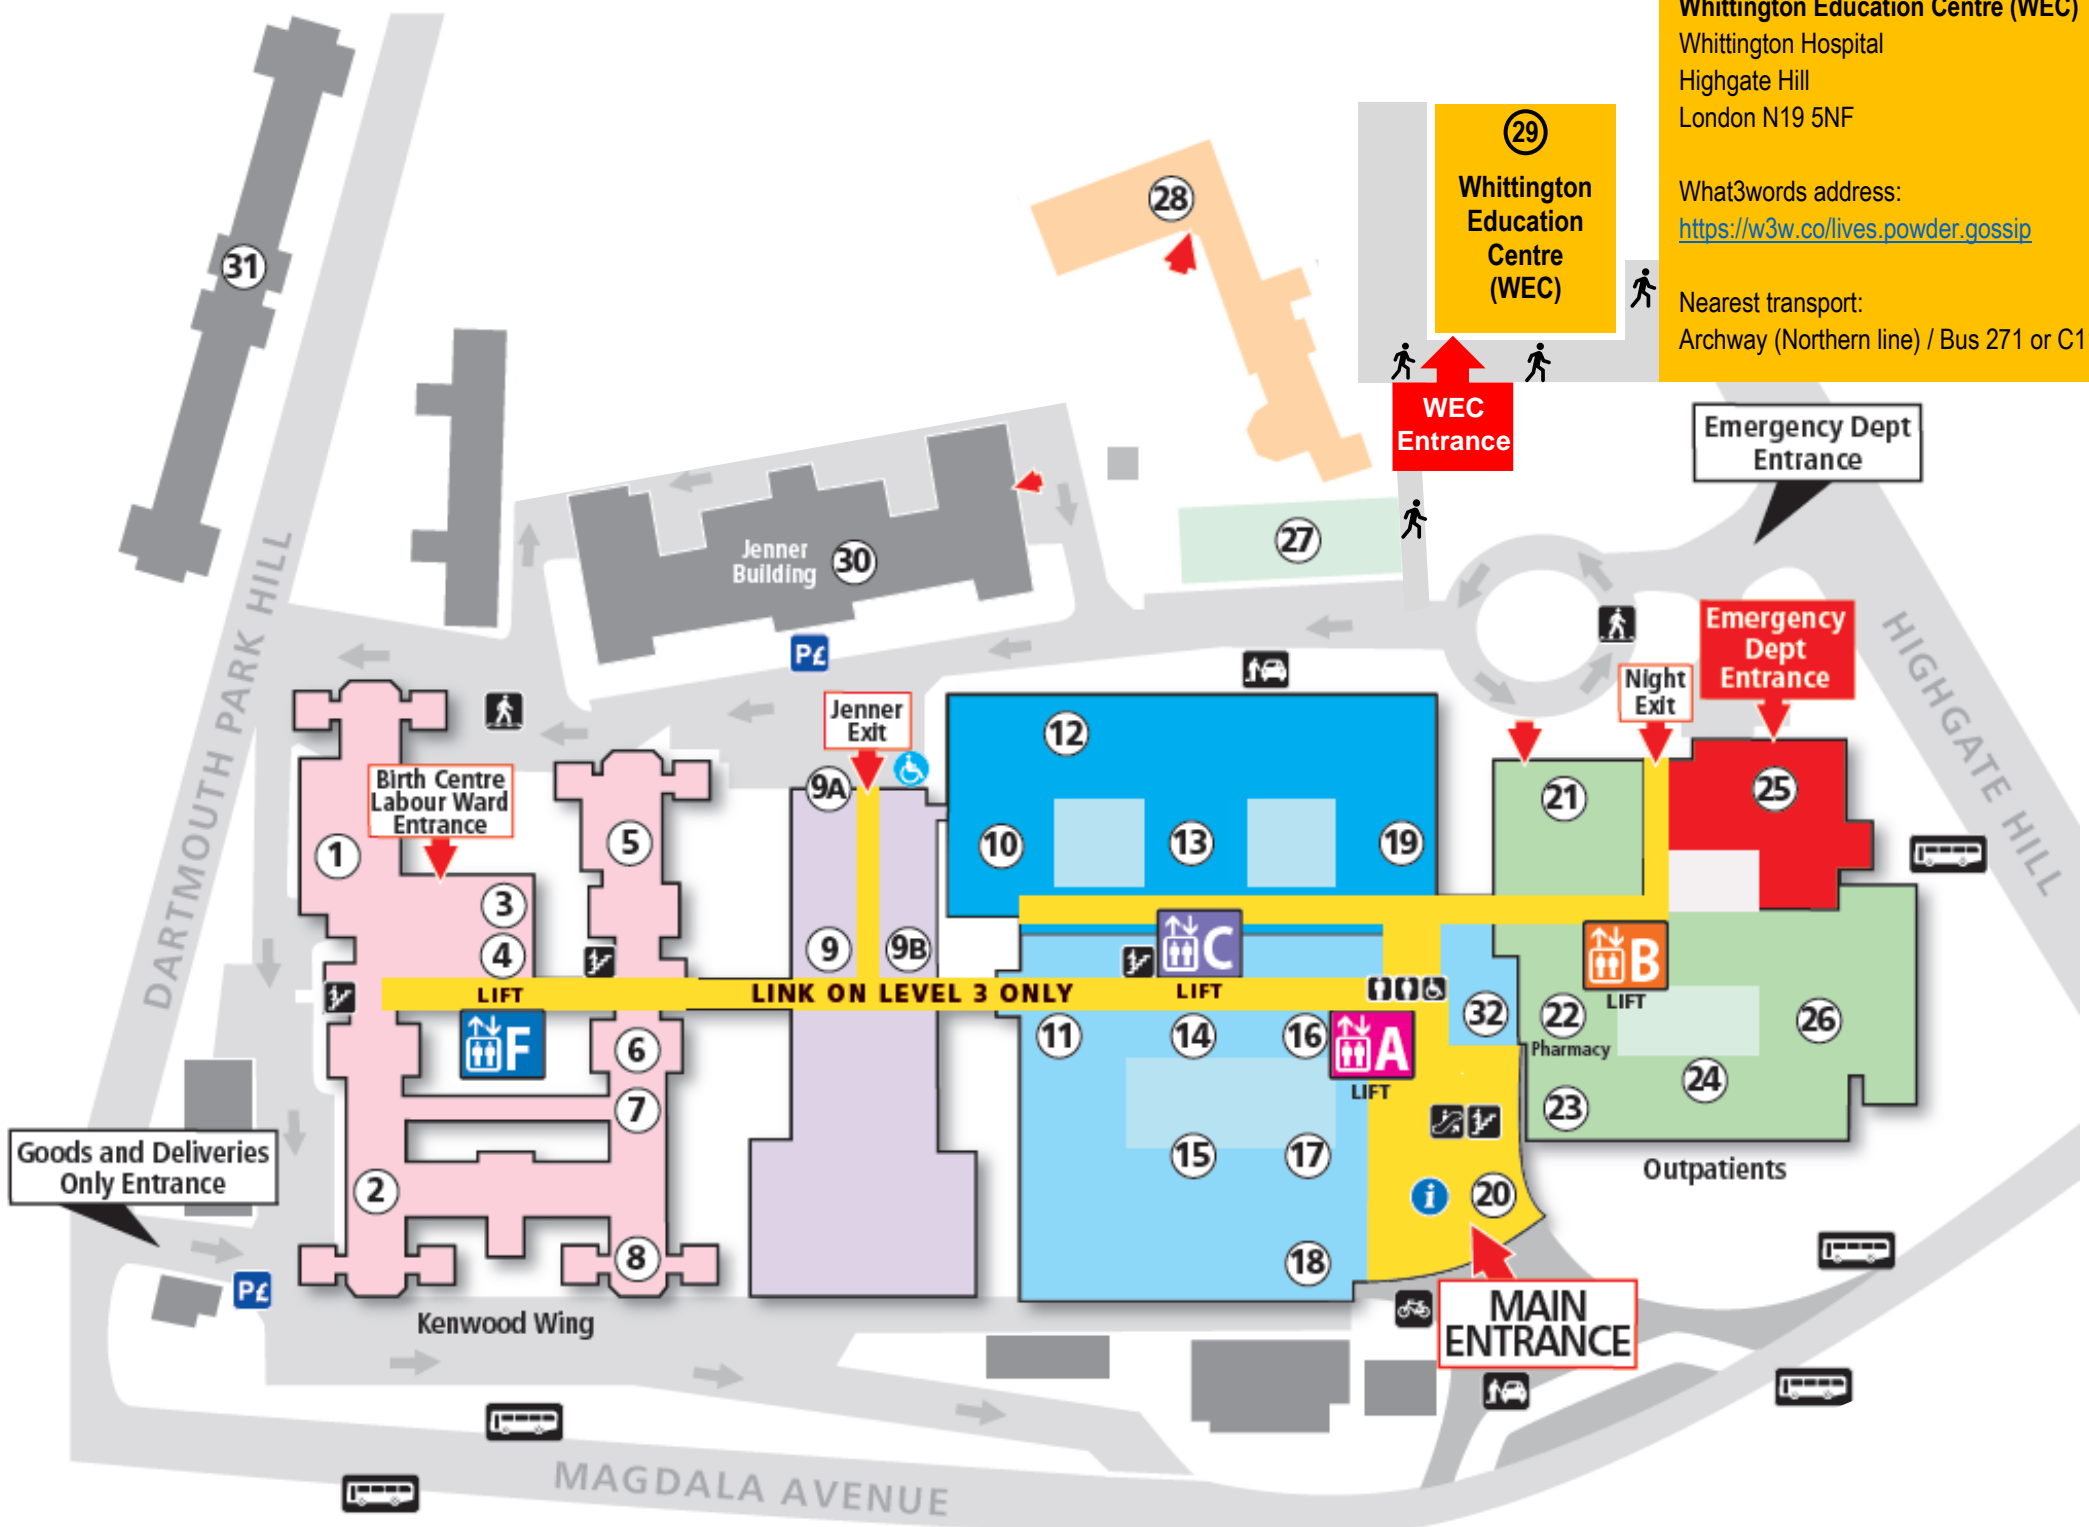 Whittington Education Centre (WEC)
Whittington Hospital
Highgate Hill
London N19 5NF
What3words address:
https://w3w.co/lives.powder.gossip
Nearest transport:
Archway (Northern line) / Bus 271 or C1
29
Whittington
Education
Centre
(WEC)
28
31
WEC
Entrance
Emergency Dept
Entrance
27
Jenner
Building
30
DARTMOUTH PARK HILL
HIGHGATE HILL
P£
Emergency
Dept
Entrance
Night
Exit
Jenner
Exit
12
Birth Centre
Labour Ward
Entrance
9A
21
25
1
5
10
13
19
3
4
9
9B
C
B
LIFT
LINK ON LEVEL 3 ONLY
LIFT
LIFT
F
6
11
14
16
A
LIFT
32
22
Pharmacy
26
7
24
23
Goods and Deliveries
Only Entrance
2
15
17
i
20
Outpatients
8
18
P£
Kenwood Wing
MAIN
ENTRANCE
MAGDALA AVENUE